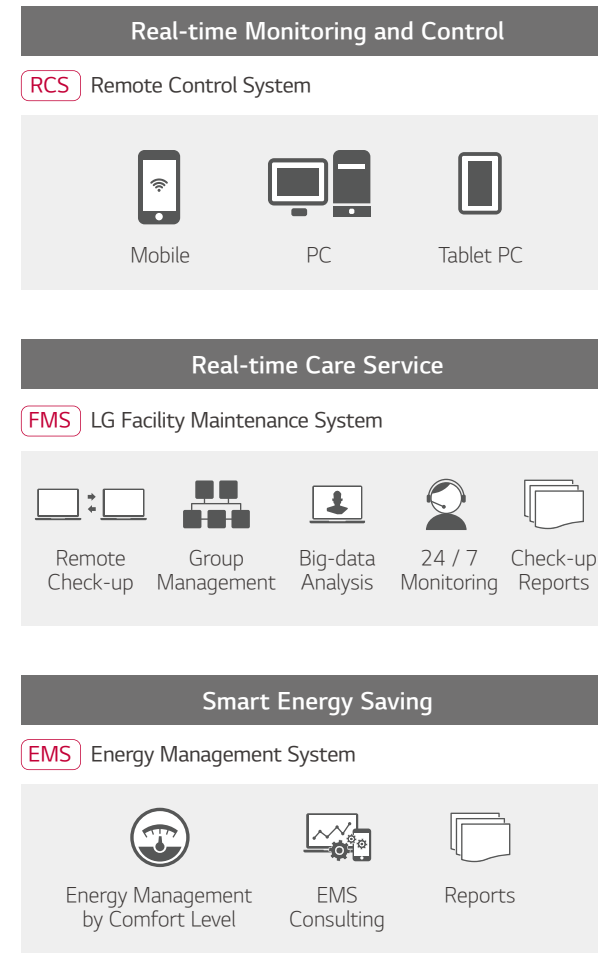 Real-time Monitoring and Control
RCS Remote Control System
Mobile PC Tablet PC
Real-time Care Service
FMS LG Facility Maintenance System
Remote Group Big-data 24 / 7 Check-up
Check-up Management Analysis Monitoring Reports
Smart Energy Saving
EMS Energy Management System
Energy Management EMS Reports
by Comfort Level Consulting